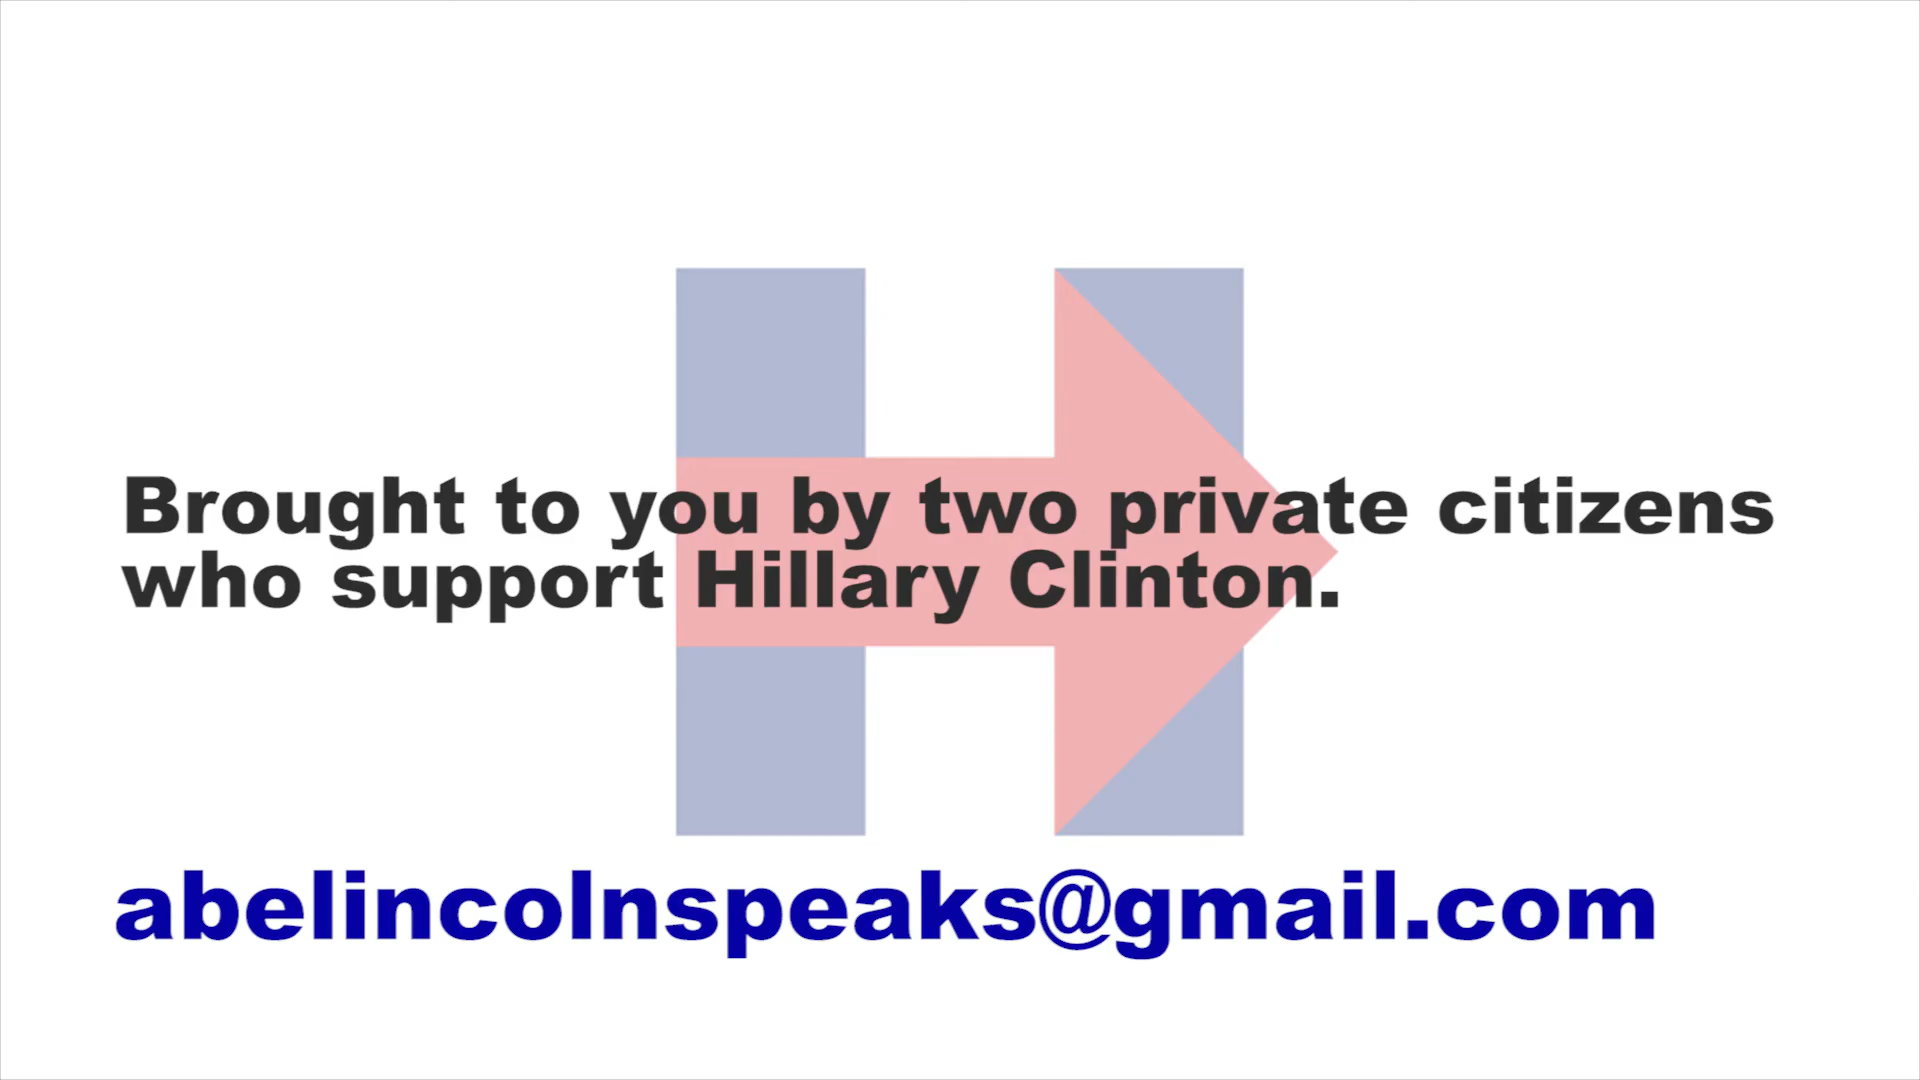 Brought to you by two private citizens
who support Hillary Clinton.
abelincolnspeaks@gmail.com